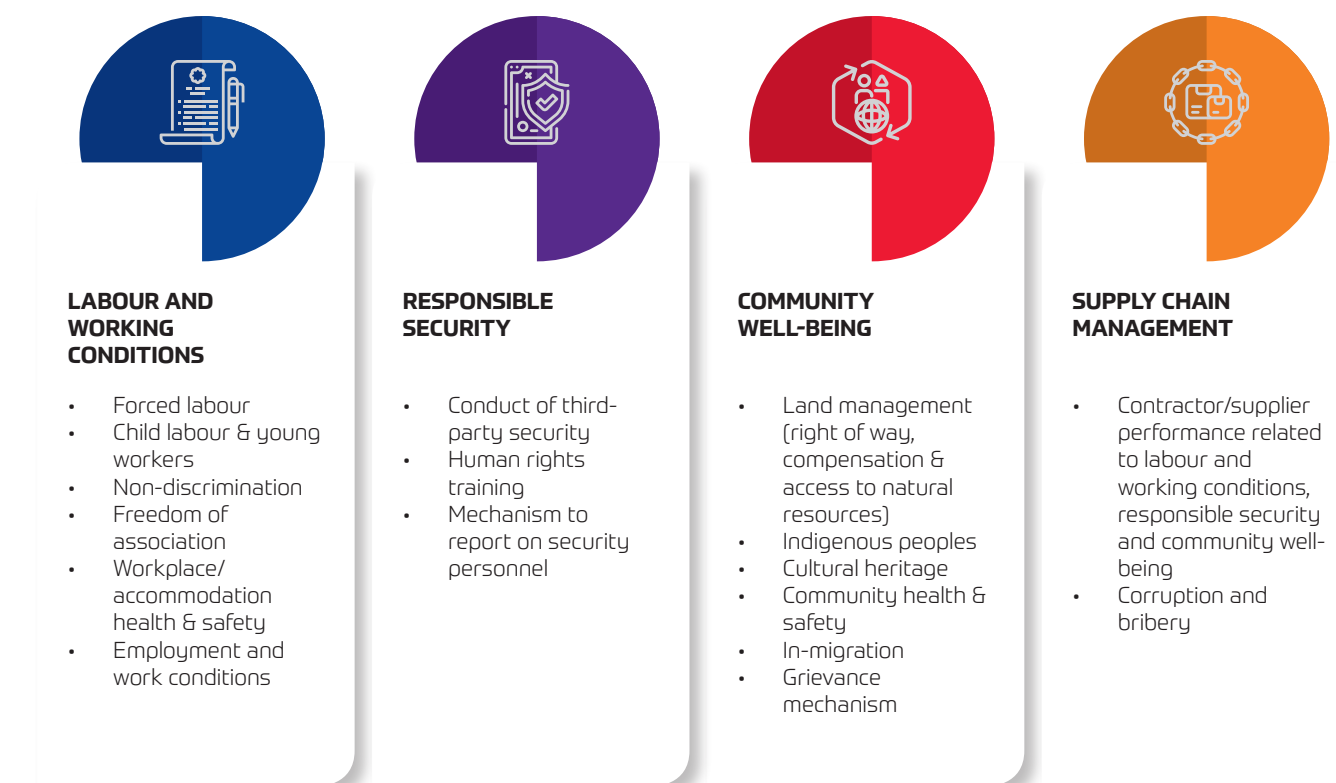 LABOUR AND
WORKING
CONDITIONS
• Forced labour
• Child labour & young
workers
• Non-discrimination
• Freedom of
association
• Workplace/
accommodation
health & safety
• Employment and
work conditions
RESPONSIBLE
SECURITY
• Conduct of third-
party security
• Human rights
training
• Mechanism to
report on security
personnel
COMMUNITY
WELL-BEING
• Land management
(right of way,
compensation &
access to natural
resources)
• Indigenous peoples
• Cultural heritage
• Community health &
safety
• In-migration
• Grievance
mechanism
SUPPLY CHAIN
MANAGEMENT
• Contractor/supplier
performance related
to labour and
working conditions,
responsible security
and community well-
being
• Corruption and
bribery